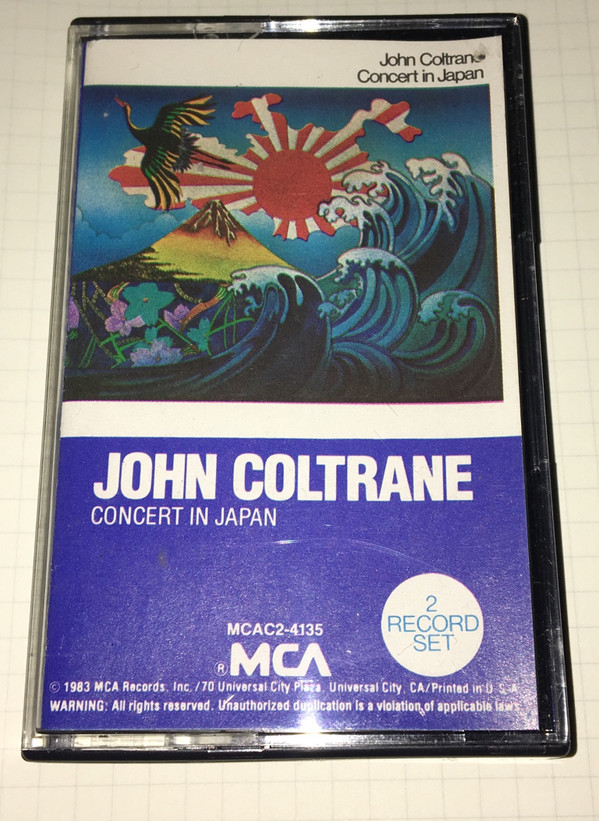 John Coltrane
Concert in Japan
JOHN COLTRANE
CONCERT IN JAPAN
2
RECORD
SET
MCAC2-4135
® MCA
© 1983 MCA Records, Inc./70 Universal City Plaza, Universal City, CA/Printed in U.S.A
WARNING: All rights reserved. Unauthorized duplication is a violation of applicable laws